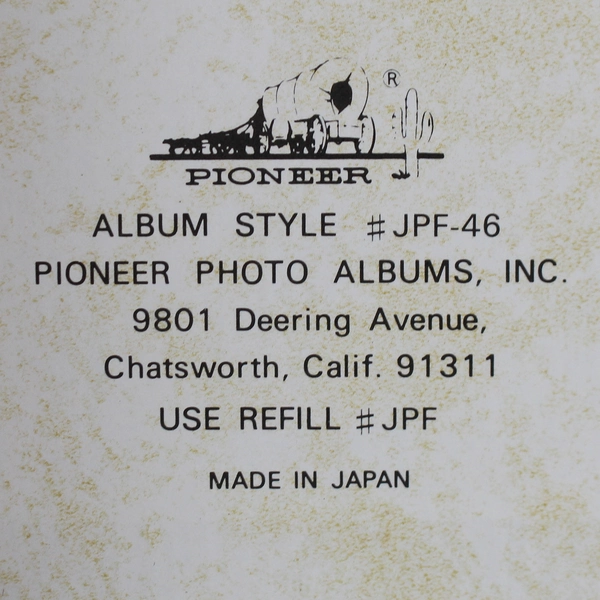 ®
PIONEER
ALBUM STYLE #JPF-46
PIONEER PHOTO ALBUMS, INC.
9801 Deering Avenue,
Chatsworth, Calif. 91311
USE REFILL #JPF
MADE IN JAPAN